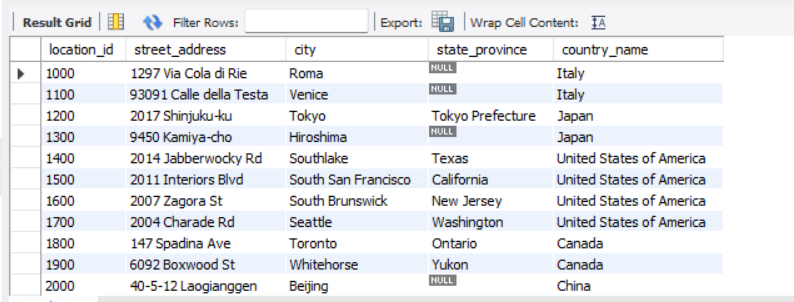 Result Grid Filter Rows: Export: Wrap Cell Content: IA
location_id street_address city state_province country_name
1000 1297 Via Cola di Rie Roma NULL Italy
1100 93091 Calle della Testa Venice NULL Italy
1200 2017 Shinjuku-ku Tokyo Tokyo Prefecture Japan
1300 9450 Kamiya-cho Hiroshima NULL Japan
1400 2014 Jabberwocky Rd Southlake Texas United States of America
1500 2011 Interiors Blvd South San Francisco California United States of America
1600 2007 Zagora St South Brunswick New Jersey United States of America
1700 2004 Charade Rd Seattle Washington United States of America
1800 147 Spadina Ave Toronto Ontario Canada
1900 6092 Boxwood St Whitehorse Yukon Canada
2000 40-5-12 Laogianggen Beijing NULL China